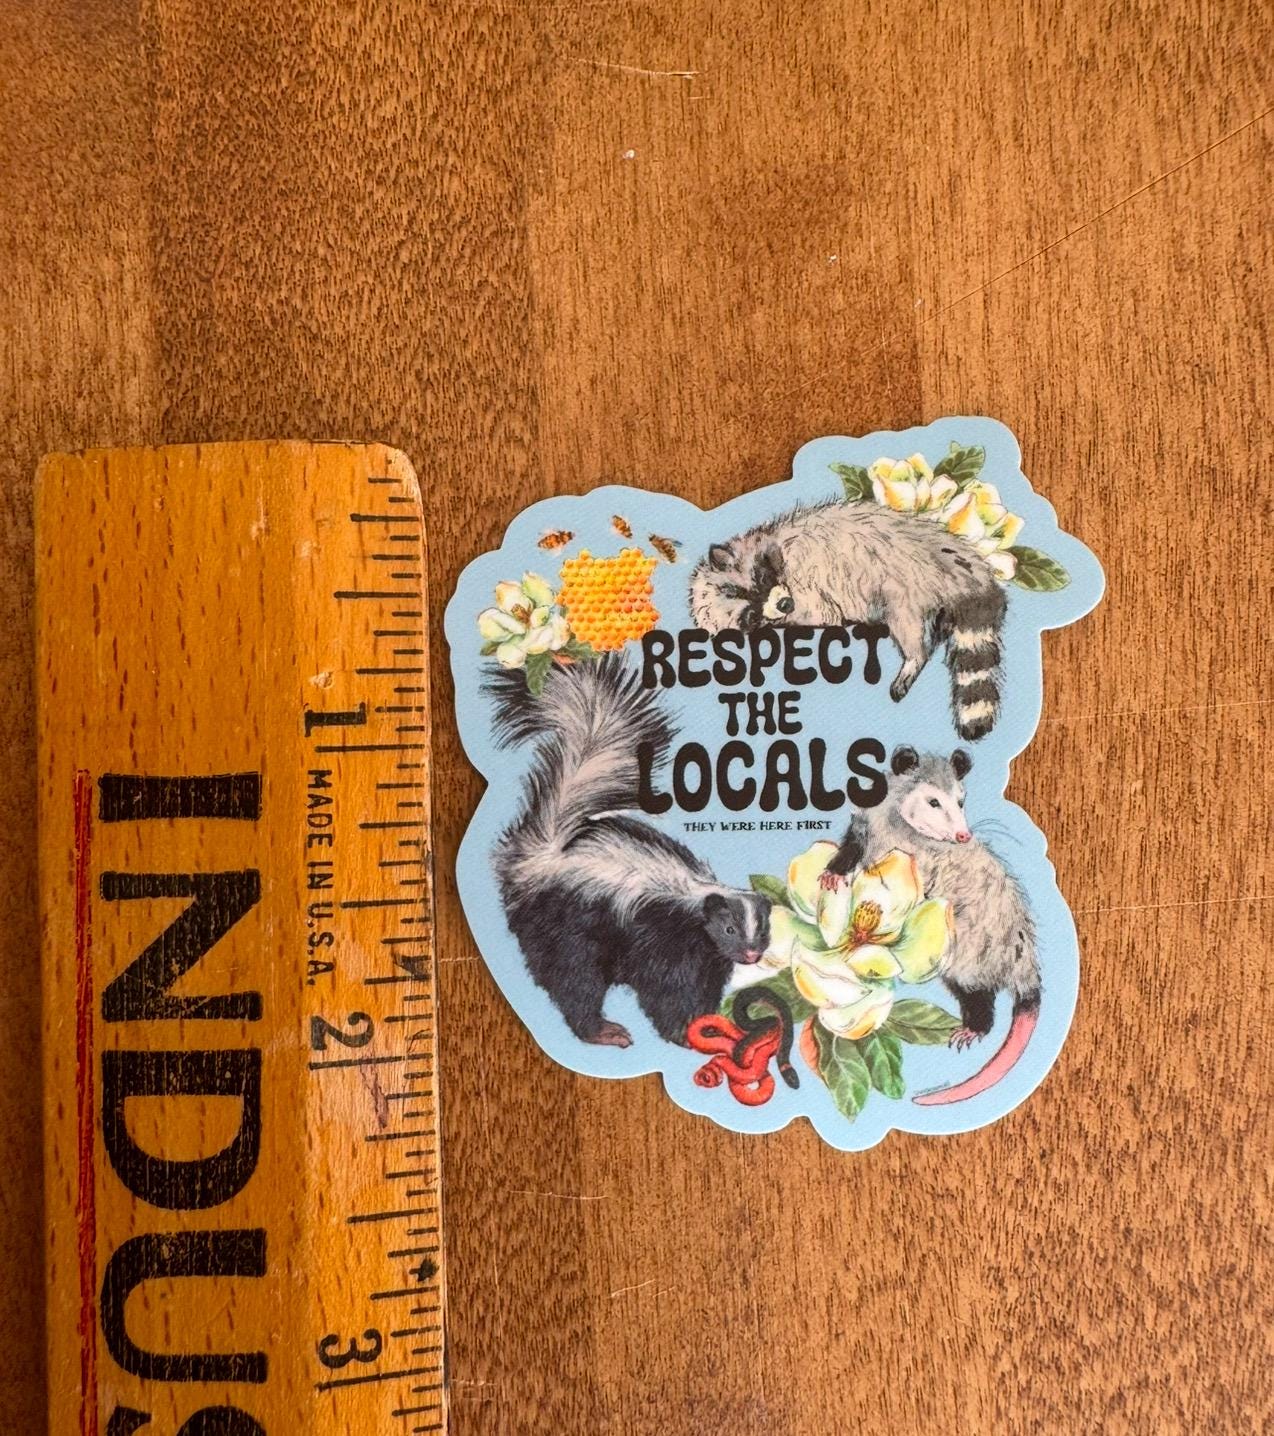 RESPECT
THE
LOCALS
THEY WERE HERE FIRST
1
MADE IN U.S.A.
2
3
INDUS